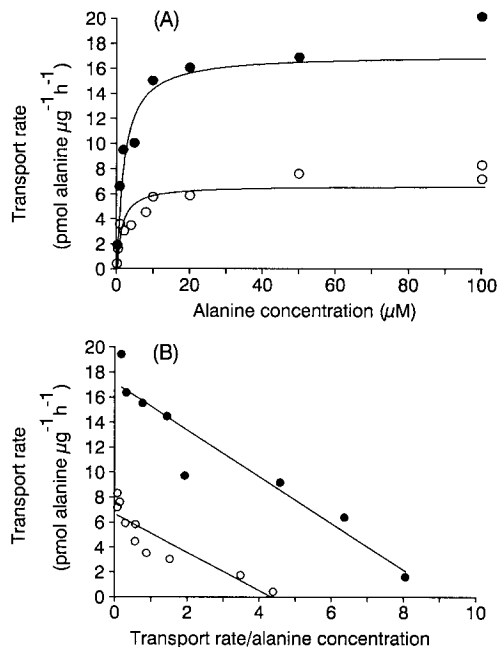 (A)
20
18
16
14
12
10
8
6
4
2
0
Transport rate
(pmol alanine μg⁻¹ h⁻¹)
0 20 40 60 80 100
Alanine concentration (μM)
(B)
20
18
16
14
12
10
8
6
4
2
0
Transport rate
(pmol alanine μg⁻¹ h⁻¹)
0 2 4 6 8 10
Transport rate/alanine concentration